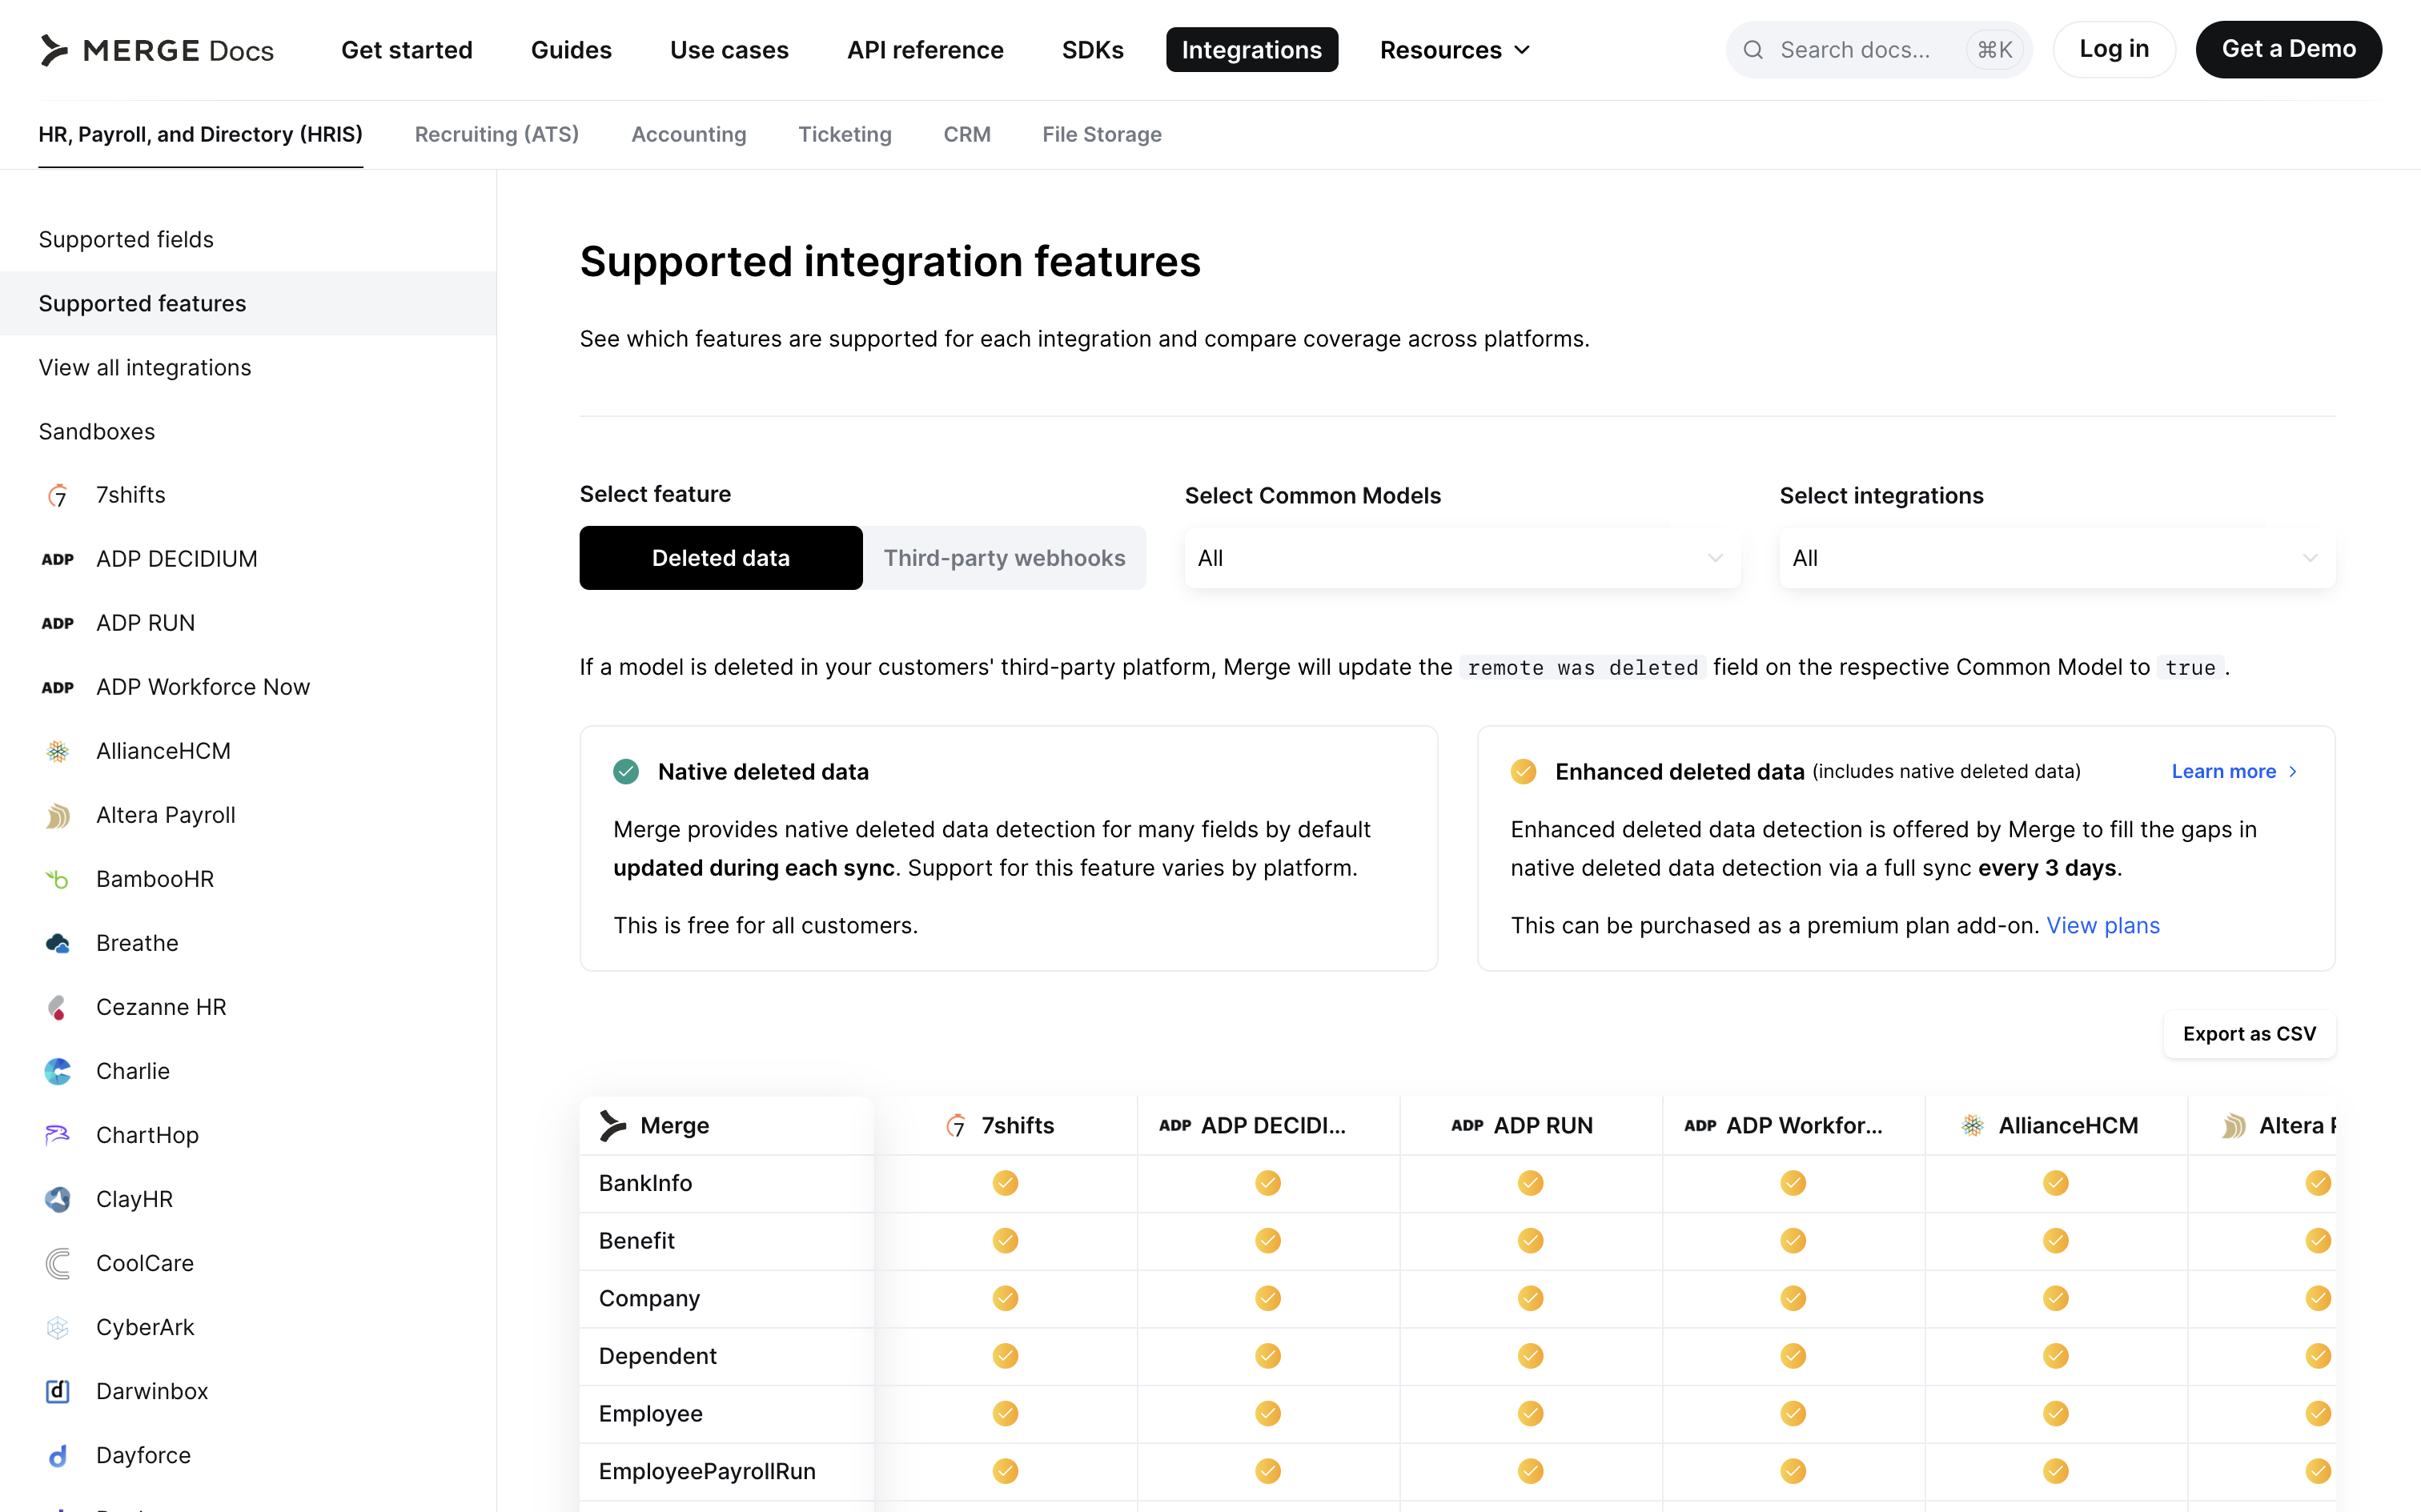 MERGE Docs
Get started
Guides
Use cases
API reference
SDKs
Integrations
Resources
Search docs...
⌘K
Log in
Get a Demo
HR, Payroll, and Directory (HRIS)
Recruiting (ATS)
Accounting
Ticketing
CRM
File Storage
Supported fields
Supported features
View all integrations
Sandboxes
7 7shifts
ADP ADP DECIDIUM
ADP ADP RUN
ADP ADP Workforce Now
AllianceHCM
Altera Payroll
BambooHR
Breathe
Cezanne HR
Charlie
ChartHop
ClayHR
CoolCare
CyberArk
Darwinbox
Dayforce
Supported integration features
See which features are supported for each integration and compare coverage across platforms.
Select feature
Deleted data
Third-party webhooks
Select Common Models
All
Select integrations
All
If a model is deleted in your customers' third-party platform, Merge will update the remote was deleted field on the respective Common Model to true.
Native deleted data
Merge provides native deleted data detection for many fields by default
updated during each sync. Support for this feature varies by platform.
This is free for all customers.
Enhanced deleted data (includes native deleted data)
Learn more
Enhanced deleted data detection is offered by Merge to fill the gaps in
native deleted data detection via a full sync every 3 days.
This can be purchased as a premium plan add-on. View plans
Export as CSV
Merge
7 7shifts
ADP ADP DECIDI...
ADP ADP RUN
ADP ADP Workfor...
AllianceHCM
Altera
BankInfo
Benefit
Company
Dependent
Employee
EmployeePayrollRun